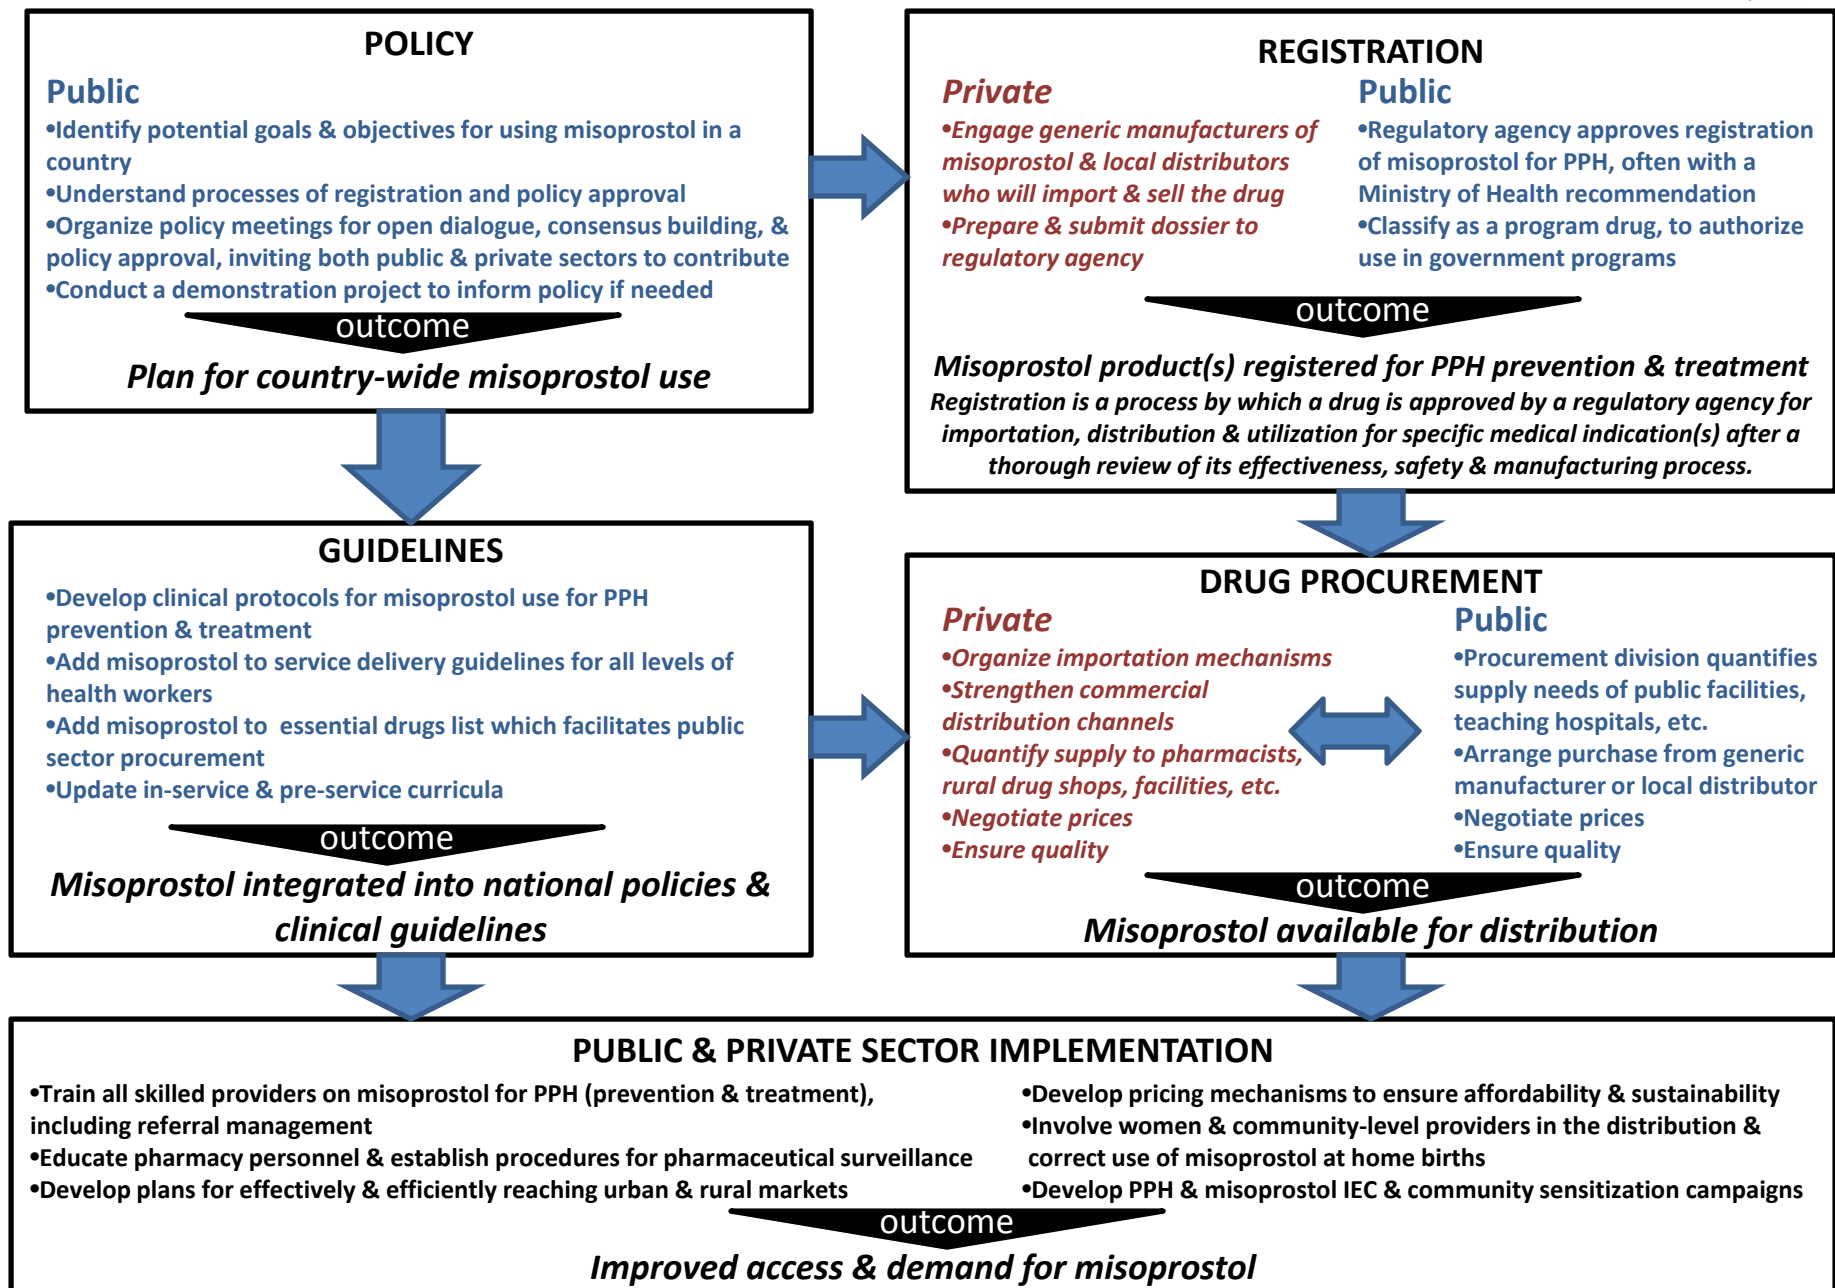 POLICY
Public
•Identify potential goals & objectives for using misoprostol in a
country
•Understand processes of registration and policy approval
•Organize policy meetings for open dialogue, consensus building, &
policy approval, inviting both public & private sectors to contribute
•Conduct a demonstration project to inform policy if needed
outcome
Plan for country-wide misoprostol use
REGISTRATION
Private
•Engage generic manufacturers of
misoprostol & local distributors
who will import & sell the drug
•Prepare & submit dossier to
regulatory agency
Public
•Regulatory agency approves registration
of misoprostol for PPH, often with a
Ministry of Health recommendation
•Classify as a program drug, to authorize
use in government programs
outcome
Misoprostol product(s) registered for PPH prevention & treatment
Registration is a process by which a drug is approved by a regulatory agency for
importation, distribution & utilization for specific medical indication(s) after a
thorough review of its effectiveness, safety & manufacturing process.
GUIDELINES
•Develop clinical protocols for misoprostol use for PPH
prevention & treatment
•Add misoprostol to service delivery guidelines for all levels of
health workers
•Add misoprostol to essential drugs list which facilitates public
sector procurement
•Update in-service & pre-service curricula
outcome
Misoprostol integrated into national policies &
clinical guidelines
DRUG PROCUREMENT
Private
•Organize importation mechanisms
•Strengthen commercial
distribution channels
•Quantify supply to pharmacists,
rural drug shops, facilities, etc.
•Negotiate prices
•Ensure quality
Public
•Procurement division quantifies
supply needs of public facilities,
teaching hospitals, etc.
•Arrange purchase from generic
manufacturer or local distributor
•Negotiate prices
•Ensure quality
outcome
Misoprostol available for distribution
PUBLIC & PRIVATE SECTOR IMPLEMENTATION
•Train all skilled providers on misoprostol for PPH (prevention & treatment),
including referral management
•Educate pharmacy personnel & establish procedures for pharmaceutical surveillance
•Develop plans for effectively & efficiently reaching urban & rural markets
•Develop pricing mechanisms to ensure affordability & sustainability
•Involve women & community-level providers in the distribution &
correct use of misoprostol at home births
•Develop PPH & misoprostol IEC & community sensitization campaigns
outcome
Improved access & demand for misoprostol